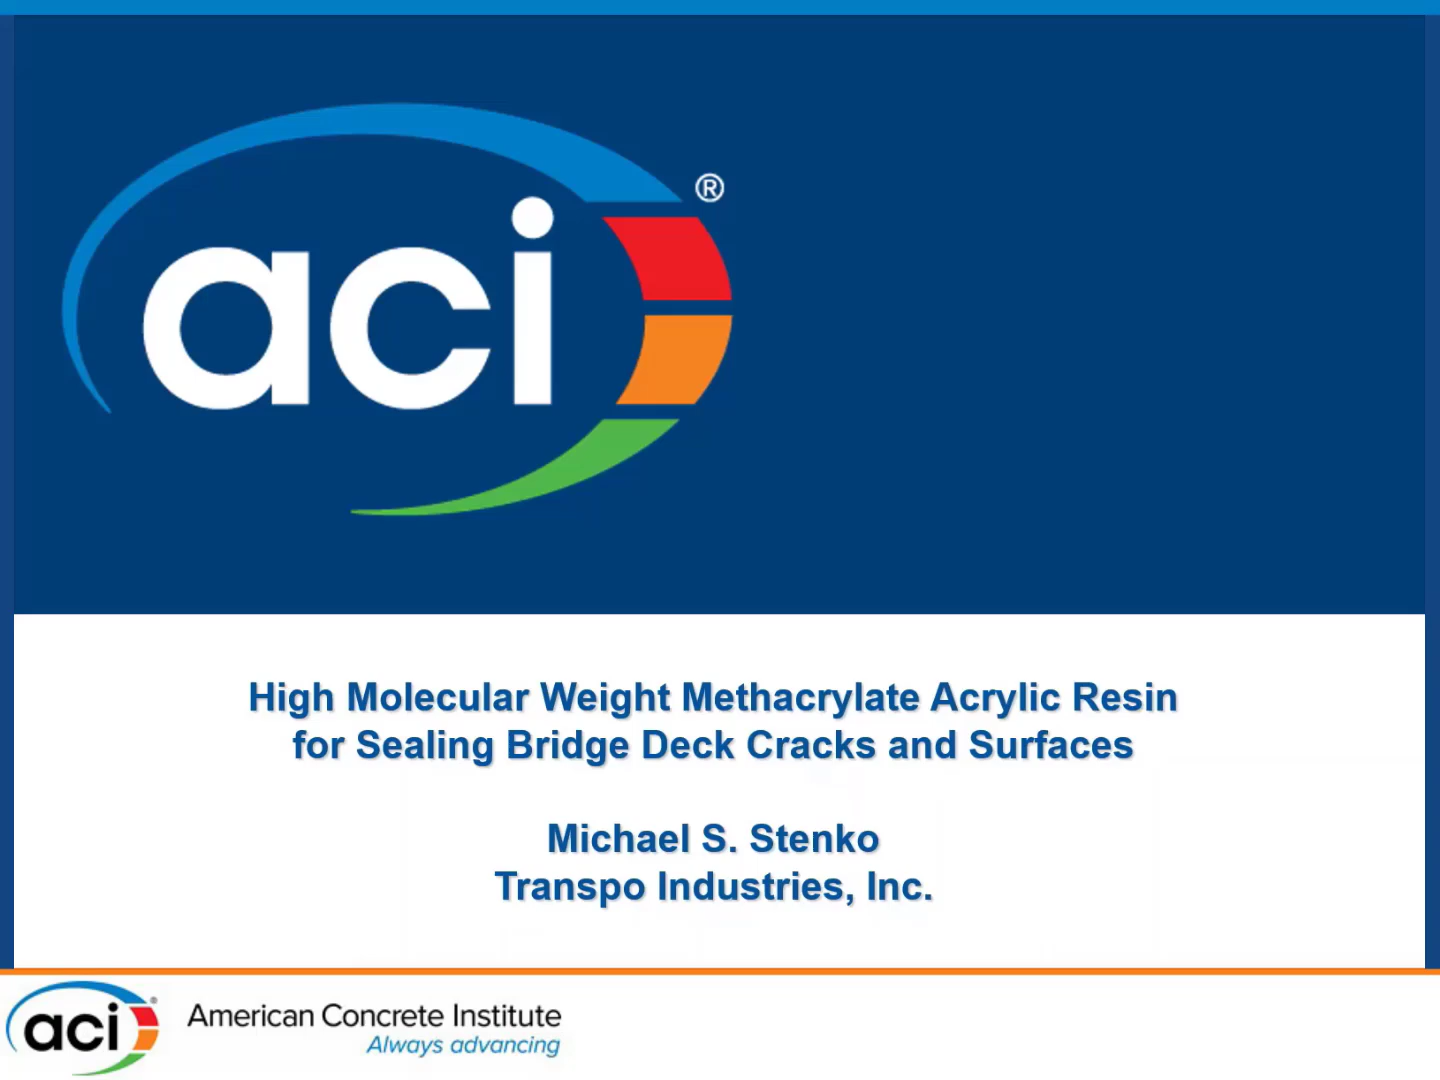 aci®
High Molecular Weight Methacrylate Acrylic Resin
for Sealing Bridge Deck Cracks and Surfaces
Michael S. Stenko
Transpo Industries, Inc.
aci®
American Concrete Institute
Always advancing